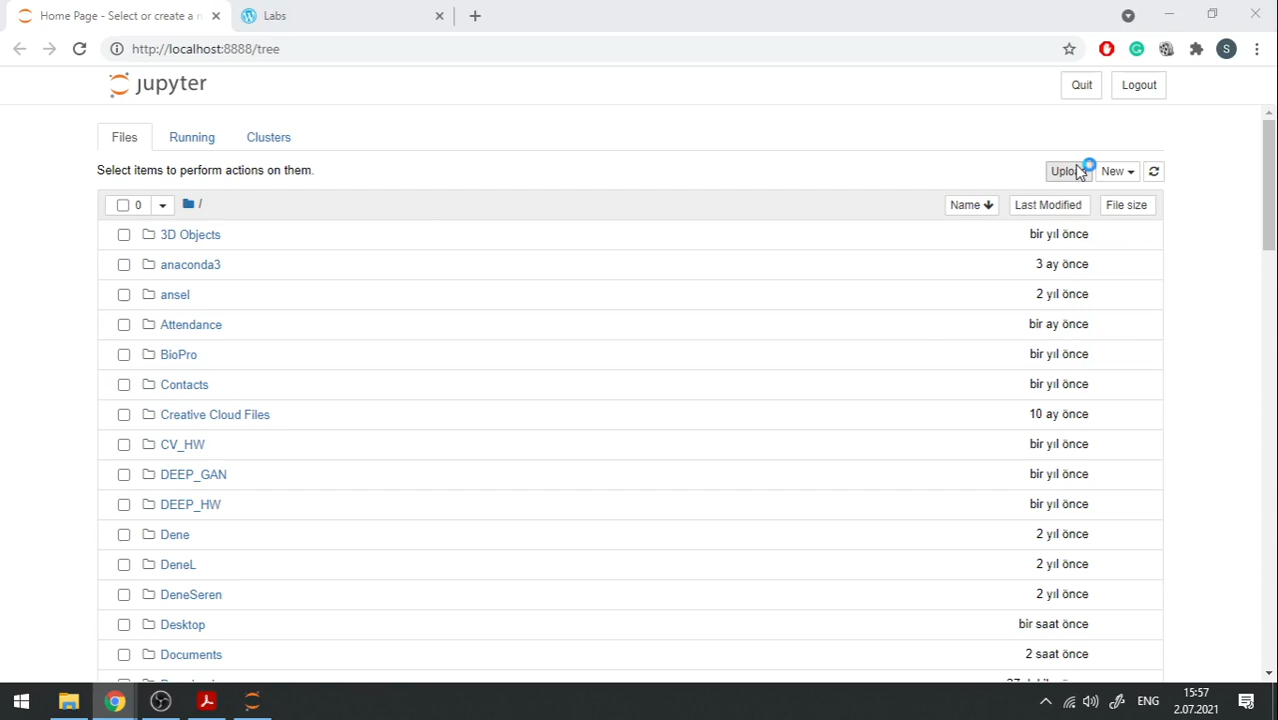 Home Page - Select or create a n
Labs
http://localhost:8888/tree
S
jupyter
Quit
Logout
Files
Running
Clusters
Select items to perform actions on them.
New
0
/
Name
Last Modified
File size
3D Objects
bir yıl önce
anaconda3
3 ay önce
ansel
2 yıl önce
Attendance
bir ay önce
BioPro
bir yıl önce
Contacts
bir yıl önce
Creative Cloud Files
10 ay önce
CV_HW
bir yıl önce
DEEP_GAN
bir yıl önce
DEEP_HW
bir yıl önce
Dene
2 yıl önce
DeneL
2 yıl önce
DeneSeren
2 yıl önce
Desktop
bir saat önce
Documents
2 saat önce
ENG
15:57
2.07.2021